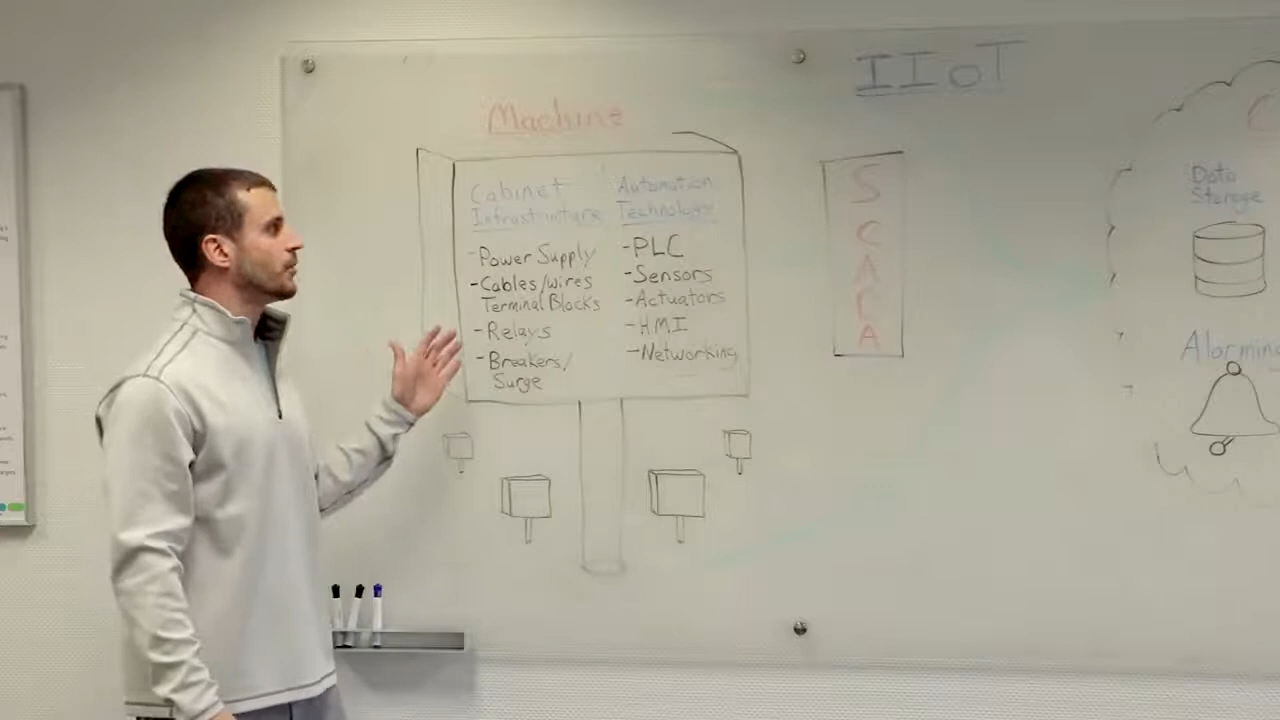 IIoT
Machine
Cabinet
Infrastructure
-Power Supply
-Cables/wires
Terminal Blocks
-Relays
-Breakers/
Surge
Automation
Technology
-PLC
-Sensors
-Actuators
-HMI
-Networking
S
C
A
D
A
C
Data
Storage
Alarming